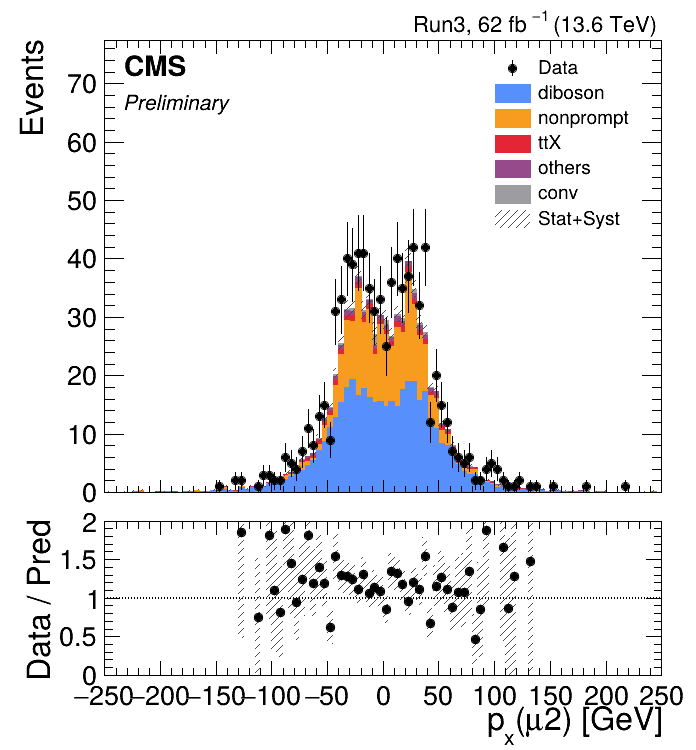 Run3, 62 fb⁻¹ (13.6 TeV)
CMS
Preliminary
Events
70
60
50
40
30
20
10
0
Data
diboson
nonprompt
ttX
others
conv
Stat+Syst
Data / Pred
2
1.5
1
0.5
0
−250 −200 −150 −100 −50 0 50 100 150 200 250
pₓ(μ2) [GeV]